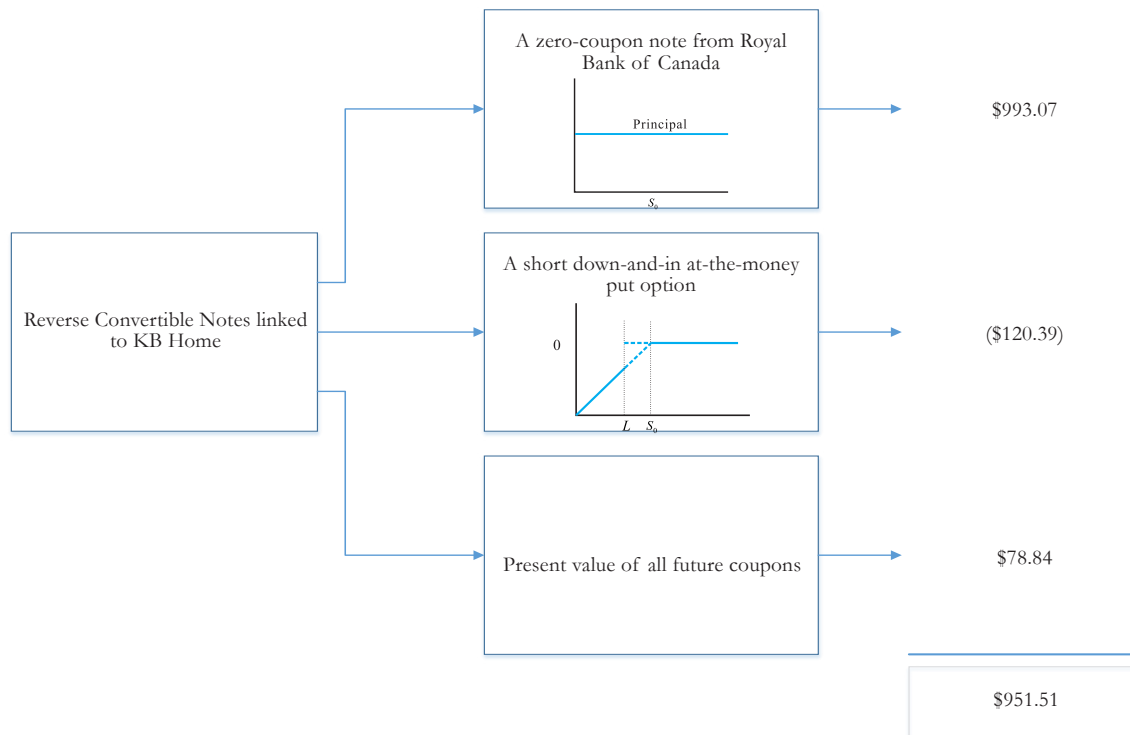 A zero-coupon note from Royal
Bank of Canada
Principal
S₀
$993.07
Reverse Convertible Notes linked
to KB Home
A short down-and-in at-the-money
put option
0
L S₀
($120.39)
Present value of all future coupons
$78.84
$951.51